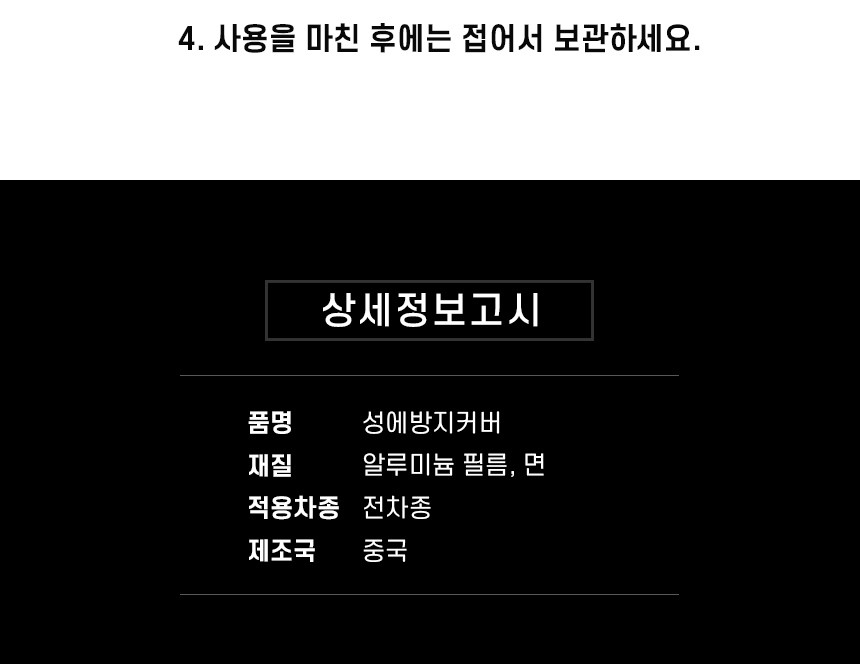 4. 사용을 마친 후에는 접어서 보관하세요.
상세정보고시
품명 성에방지커버
재질 알루미늄 필름, 면
적용차종 전차종
제조국 중국